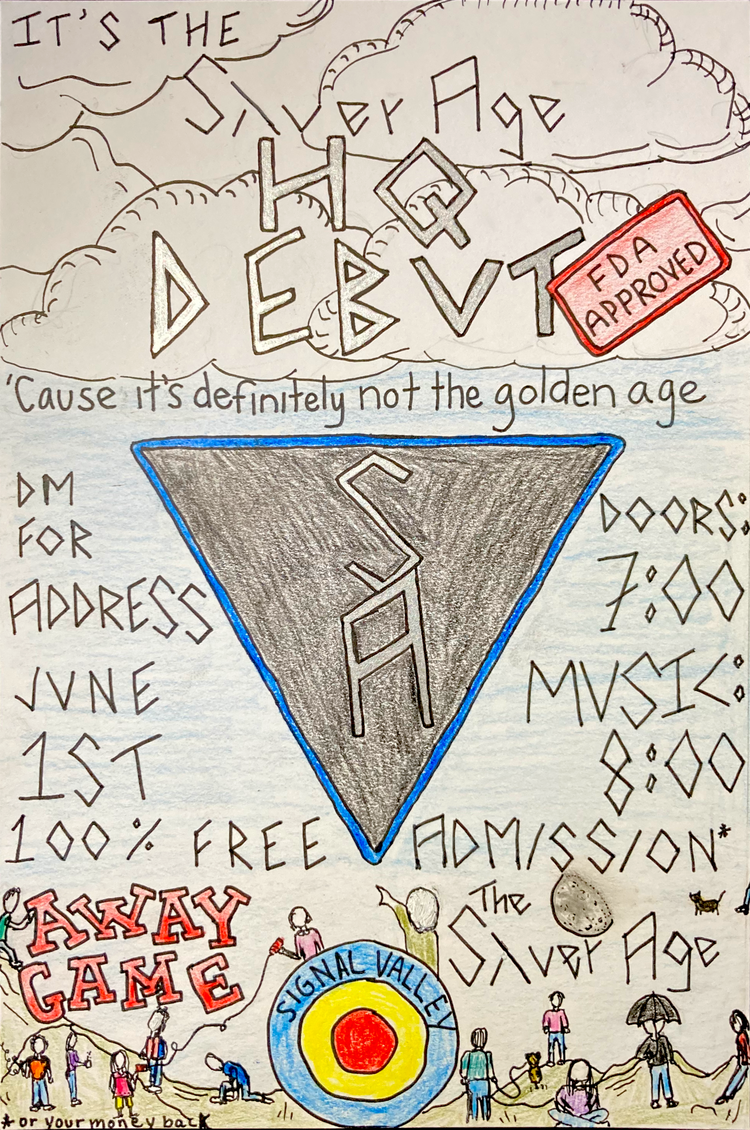 IT'S THE
Silver Age
HQ
DEBVT
FDA
APPROVED
'Cause it's definitely not the golden age
SA
DM
FOR
ADDRESS
JVNE
1ST
DOORS:
7:00
MVSIC:
8:00
100% FREE ADMISSION*
AWAY
GAME
SIGNAL VALLEY
The
Silver Age
*or your money back